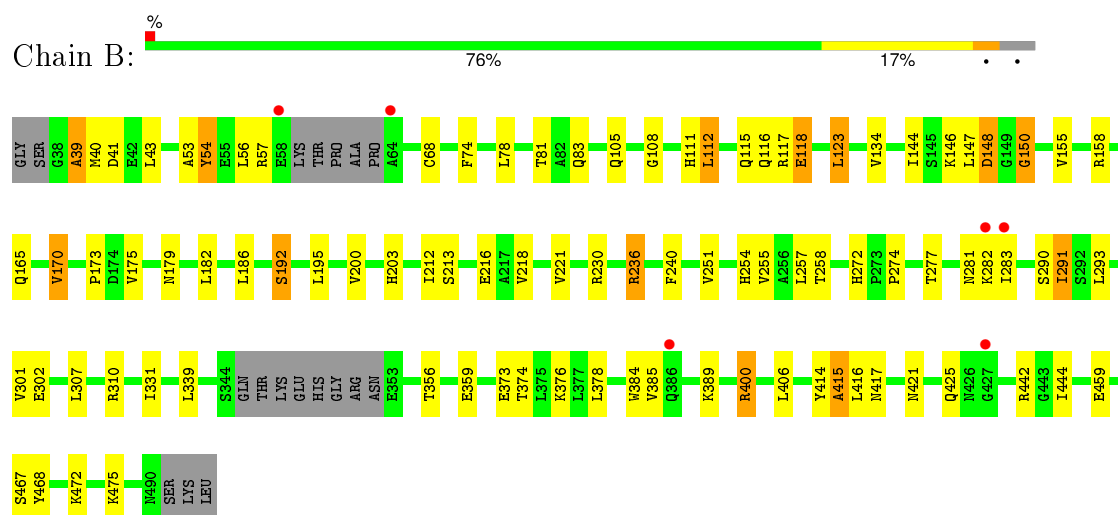 %
Chain B:
76% 17% • •
GLY SER G38 A39 M40 D41 E42 L43 A53 Y54 E55 L56 R57 E58 LYS THR PRO ALA PRO A64 C68 F74 L78 T81 A82 Q83 Q105 G108 H111 L112 Q115 Q116 R117 E118 L123 V134 I144 S145 K146 L147 D148 G149 G150 V155 R158
Q165 V170 P173 D174 V175 N179 L182 L186 S192 L195 V200 H203 I212 S213 E216 A217 V218 V221 R230 R236 F240 V251 H254 V255 A256 L257 T258 H272 P273 P274 T277 N281 K282 I283 S290 I291 S292 L293
V301 E302 L307 R310 I331 L339 S344 GLN THR LYS GLU HIS GLY ARG ASN E353 T356 E359 E373 T374 L375 K376 L377 L378 W384 V385 Q386 K389 R400 L406 Y414 A415 L416 N417 N421 Q425 N426 G427 R442 G443 I444 E459
S467 Y468 K472 K475 N490 SER LYS LEU